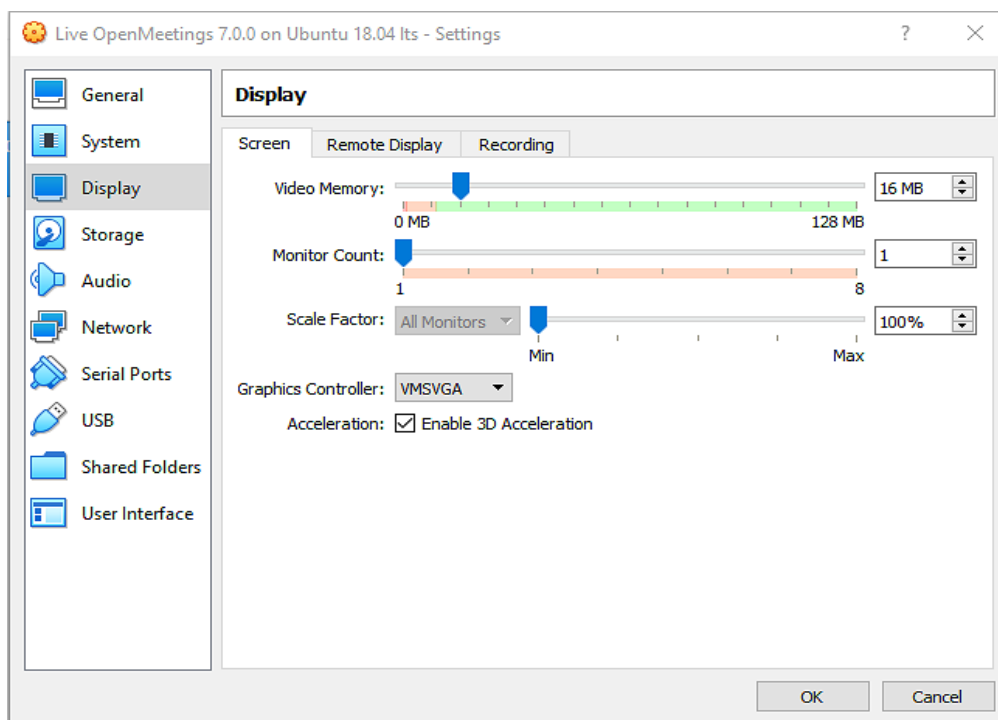 Live OpenMeetings 7.0.0 on Ubuntu 18.04 lts - Settings ?
General
System
Display
Storage
Audio
Network
Serial Ports
USB
Shared Folders
User Interface
Display
Screen Remote Display Recording
Video Memory: 16 MB
0 MB 128 MB
Monitor Count: 1
1 8
Scale Factor: All Monitors 100%
Min Max
Graphics Controller: VMSVGA
Acceleration: Enable 3D Acceleration
OK Cancel